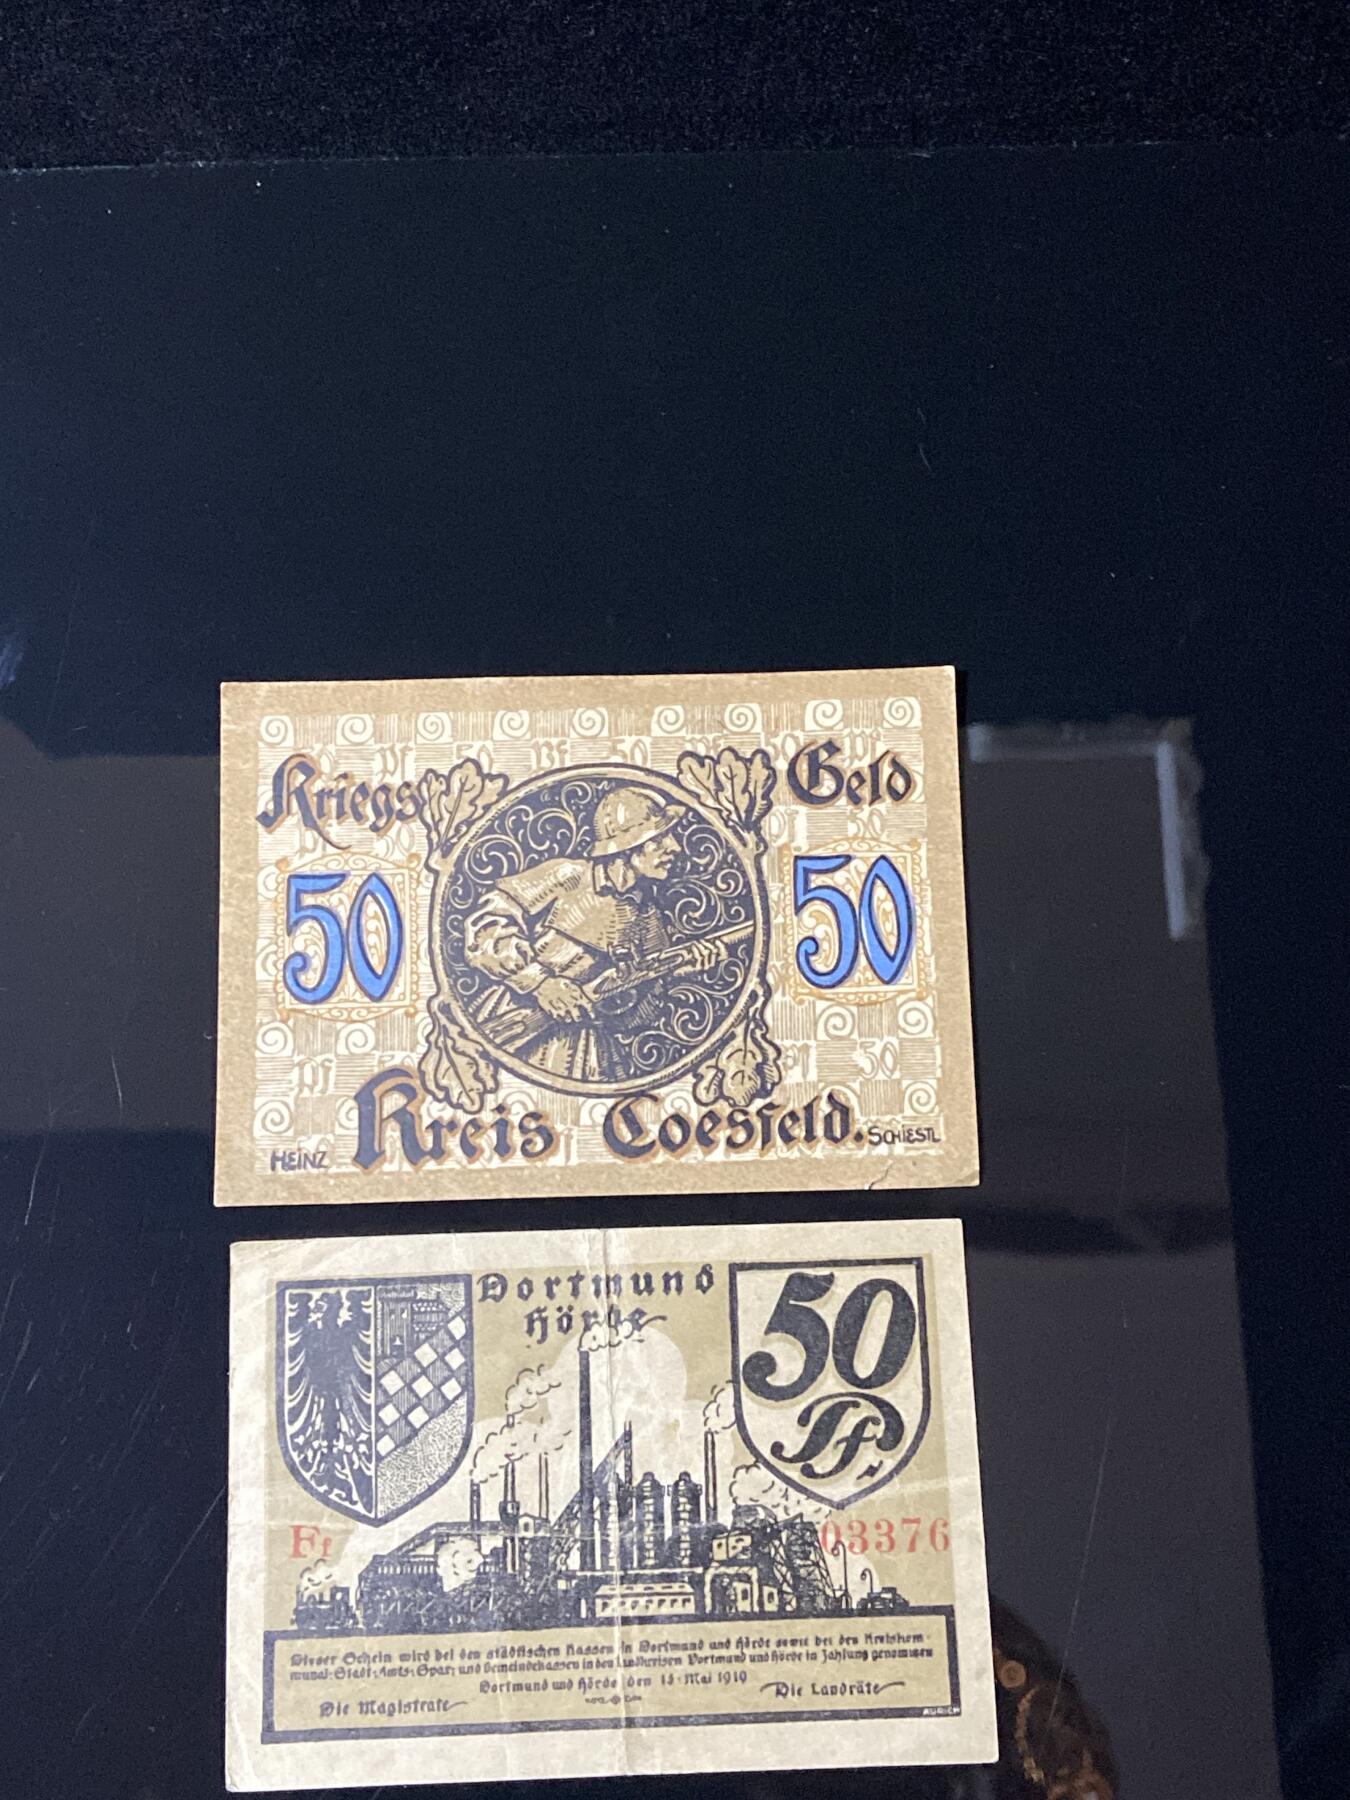 Kriegs Geld
50 50
Kreis Coesfeld.
HEINZ SCHIESTL
Dortmund
Hörde
50
Pf.
Ff 03376
Dieser Schein wird bei den städtischen Kassen in Dortmund und Hörde sowie bei den Kreiskom-
munal-Stadt-Amts-Spar- und Gemeindekassen in den Landkreisen Dortmund und Hörde in Zahlung genommen
Dortmund und Hörde den 15. Mai 1919
Die Magistrate Die Landräte
AURICH